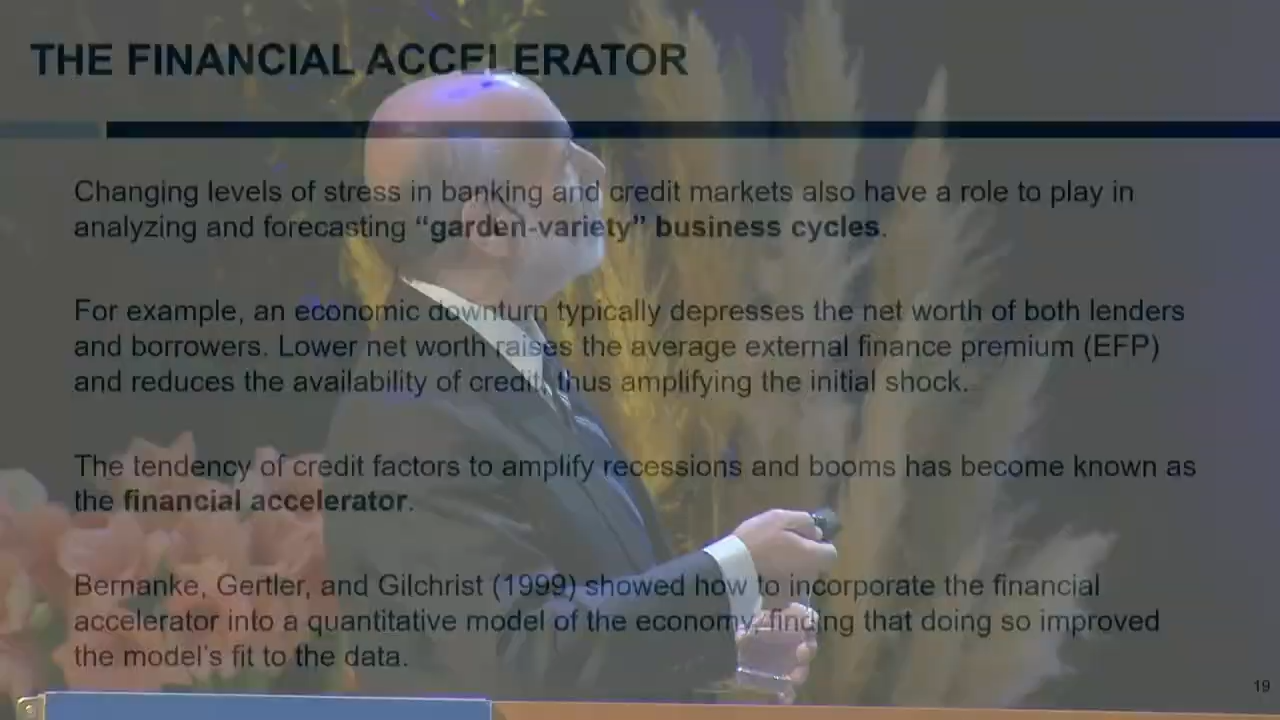 THE FINANCIAL ACCELERATOR
Changing levels of stress in banking and credit markets also have a role to play in
analyzing and forecasting “garden-variety” business cycles.
For example, an economic downturn typically depresses the net worth of both lenders
and borrowers. Lower net worth raises the average external finance premium (EFP)
and reduces the availability of credit, thus amplifying the initial shock.
The tendency of credit factors to amplify recessions and booms has become known as
the financial accelerator.
Bernanke, Gertler, and Gilchrist (1999) showed how to incorporate the financial
accelerator into a quantitative model of the economy, finding that doing so improved
the model’s fit to the data.
19